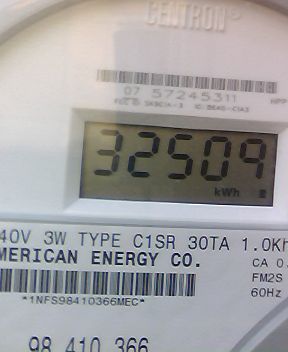 CENTRON®
07 57245311
32509
kWh
40V 3W TYPE C1SR 30TA 1.0Kh
MERICAN ENERGY CO.
CA 0.
FM2S
60Hz
*1NFS98410366MEC*
98 410 366